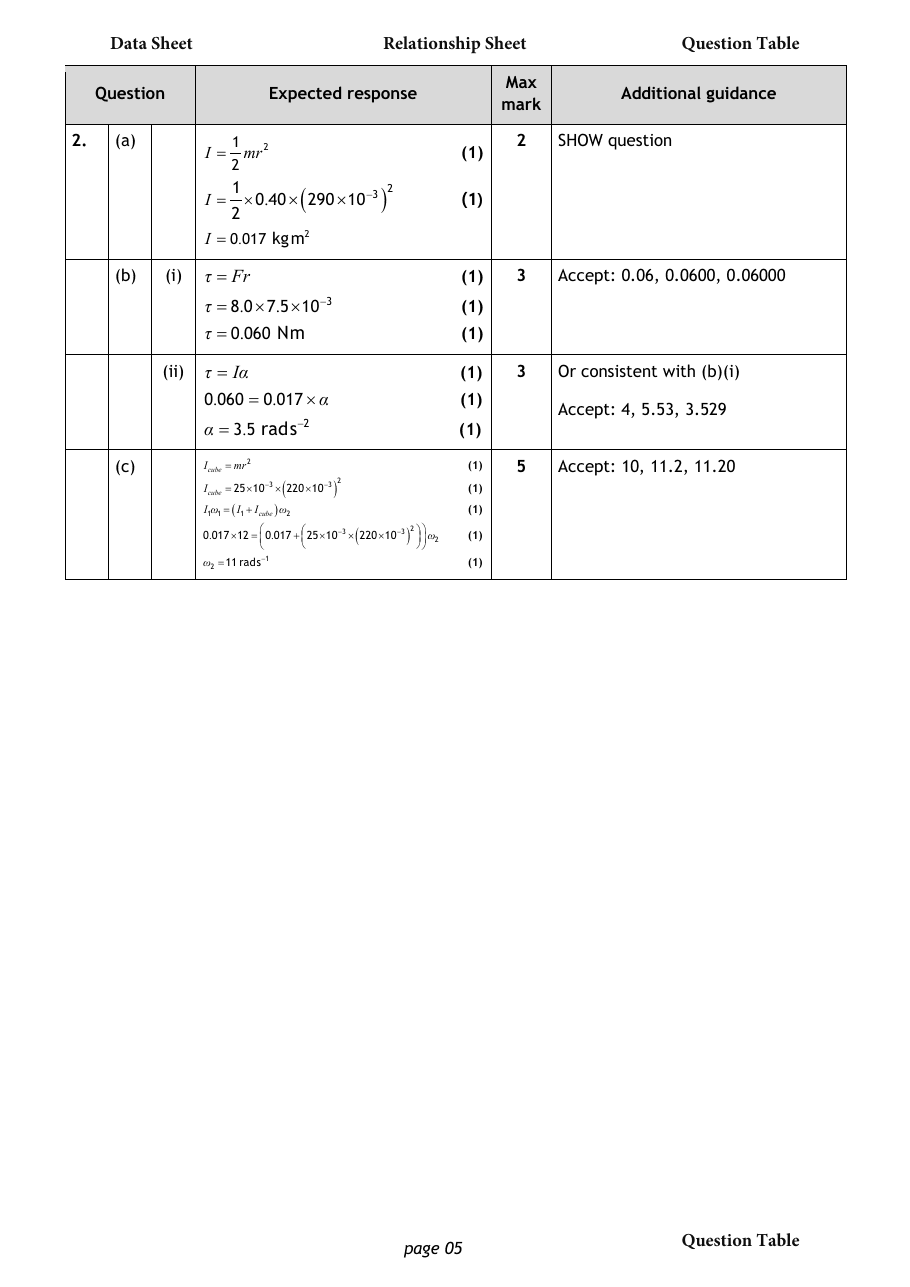 Data Sheet Relationship Sheet Question Table
Question Expected response Max mark Additional guidance
2. (a) I = 1/2 mr² (1) 2 SHOW question
I = 1/2 × 0.40 × (290 × 10⁻³)² (1)
I = 0.017 kg m²
(b) (i) τ = Fr (1) 3 Accept: 0.06, 0.0600, 0.06000
τ = 8.0 × 7.5 × 10⁻³ (1)
τ = 0.060 Nm (1)
(ii) τ = Iα (1) 3 Or consistent with (b)(i)
0.060 = 0.017 × α (1) Accept: 4, 5.53, 3.529
α = 3.5 rad s⁻² (1)
(c) I_cube = mr² (1) 5 Accept: 10, 11.2, 11.20
I_cube = 25 × 10⁻³ × (220 × 10⁻³)² (1)
I₁ω₁ = (I₁ + I_cube)ω₂ (1)
0.017 × 12 = (0.017 + (25 × 10⁻³ × (220 × 10⁻³)²))ω₂ (1)
ω₂ = 11 rad s⁻¹ (1)
page 05 Question Table